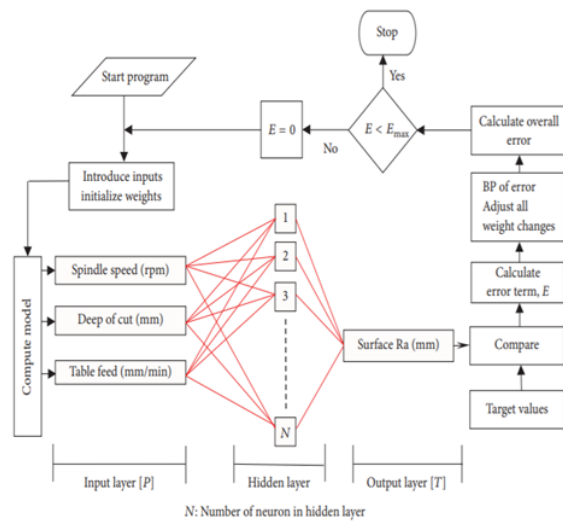 Stop
Yes
Start program
E = 0
No
E < Emax
Calculate overall
error
Introduce inputs
initialize weights
BP of error
Adjust all
weight changes
1
2
3
N
Compute model
Spindle speed (rpm)
Deep of cut (mm)
Table feed (mm/min)
Calculate
error term, E
Surface Ra (mm)
Compare
Target values
Input layer [P]
Hidden layer
Output layer [T]
N: Number of neuron in hidden layer